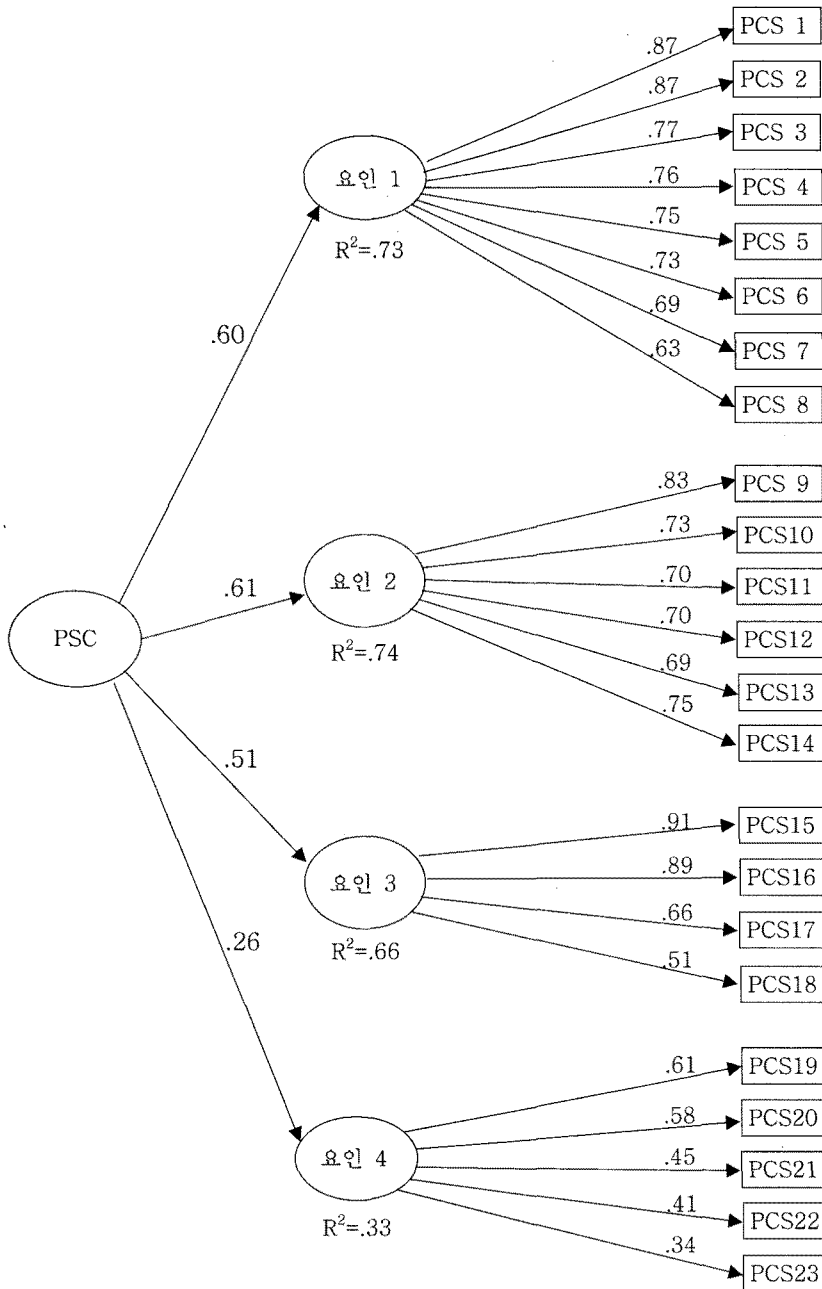 .87
PCS 1
.87
PCS 2
.77
PCS 3
.76
PCS 4
.75
PCS 5
.73
PCS 6
.69
PCS 7
.63
PCS 8
요인 1
R²=.73
.60
.83
PCS 9
.73
PCS10
.70
PCS11
.70
PCS12
.69
PCS13
.75
PCS14
요인 2
R²=.74
.61
PSC
.51
.91
PCS15
.89
PCS16
.66
PCS17
.51
PCS18
요인 3
R²=.66
.26
.61
PCS19
.58
PCS20
.45
PCS21
.41
PCS22
.34
PCS23
요인 4
R²=.33